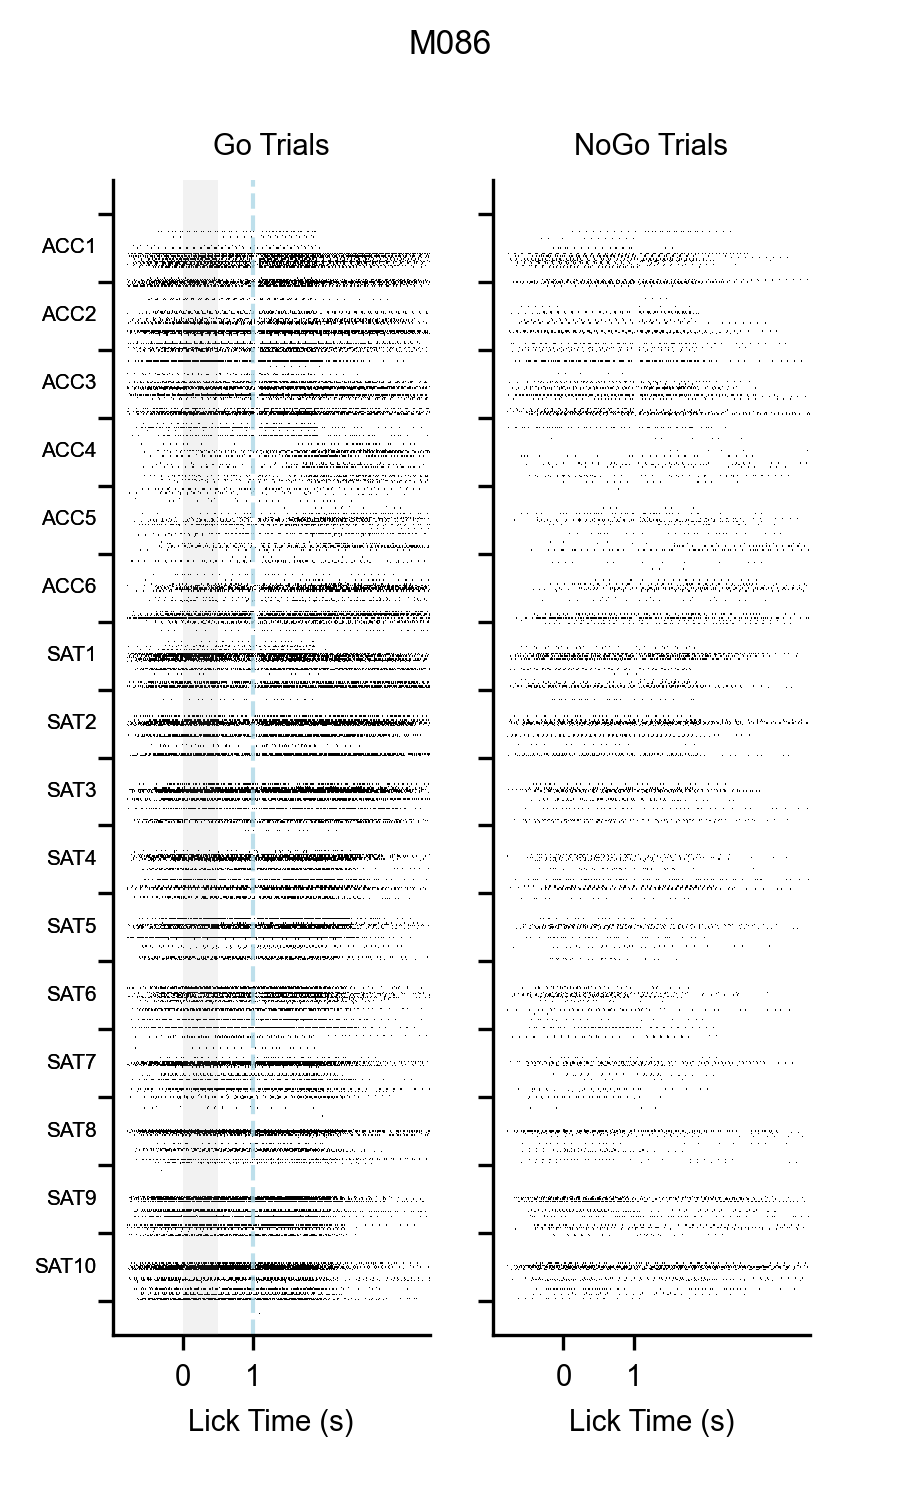 M086
Go Trials
NoGo Trials
ACC1
ACC2
ACC3
ACC4
ACC5
ACC6
SAT1
SAT2
SAT3
SAT4
SAT5
SAT6
SAT7
SAT8
SAT9
SAT10
0 1
0 1
Lick Time (s)
Lick Time (s)